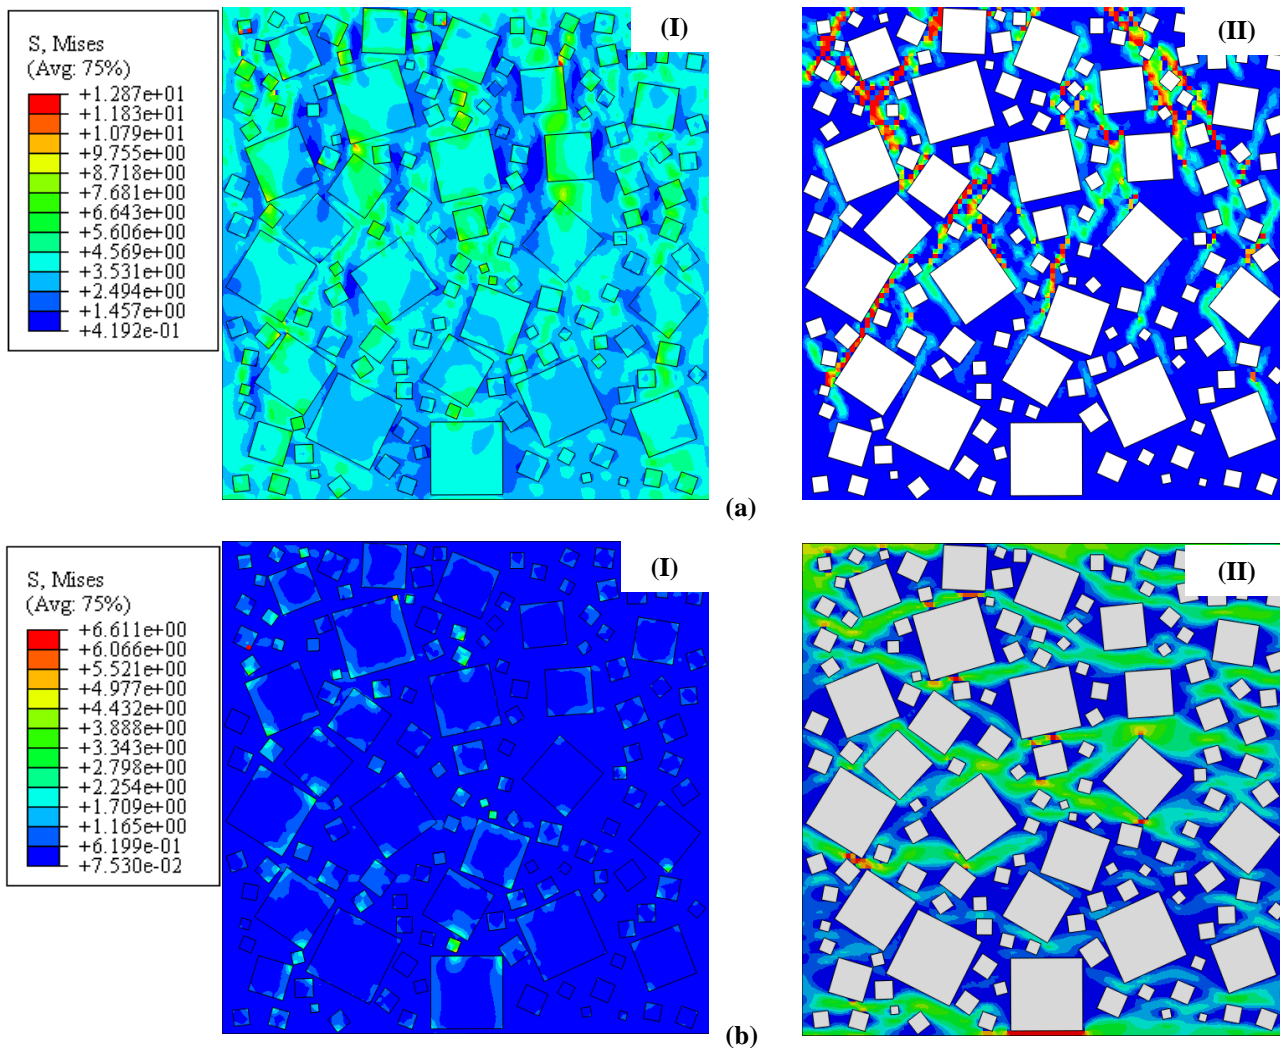 (I)
(II)
S, Mises
(Avg: 75%)
+1.287e+01
+1.183e+01
+1.079e+01
+9.755e+00
+8.718e+00
+7.681e+00
+6.643e+00
+5.606e+00
+4.569e+00
+3.531e+00
+2.494e+00
+1.457e+00
+4.192e-01
(a)
(I)
(II)
S, Mises
(Avg: 75%)
+6.611e+00
+6.066e+00
+5.521e+00
+4.977e+00
+4.432e+00
+3.888e+00
+3.343e+00
+2.798e+00
+2.254e+00
+1.709e+00
+1.165e+00
+6.199e-01
+7.530e-02
(b)